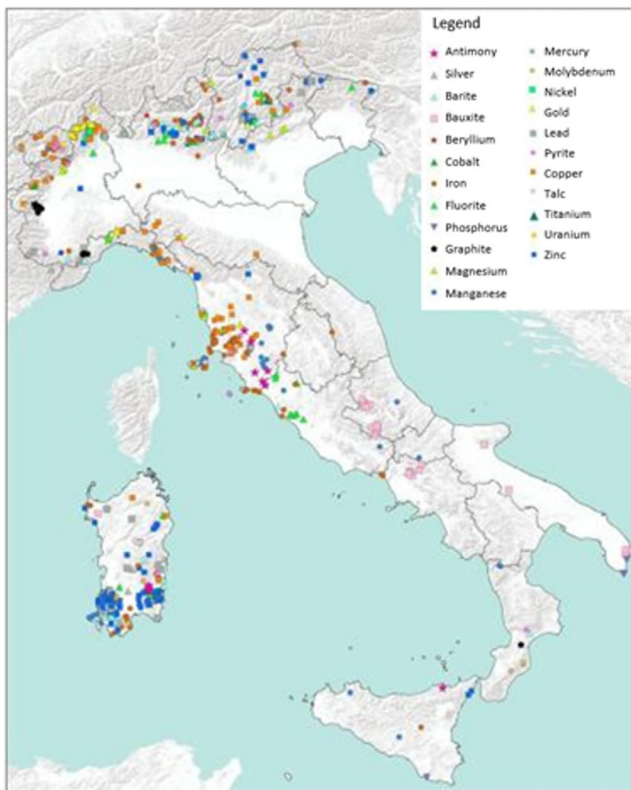 Legend
Antimony
Silver
Barite
Bauxite
Beryllium
Cobalt
Iron
Fluorite
Phosphorus
Graphite
Magnesium
Manganese
Mercury
Molybdenum
Nickel
Gold
Lead
Pyrite
Copper
Talc
Titanium
Uranium
Zinc